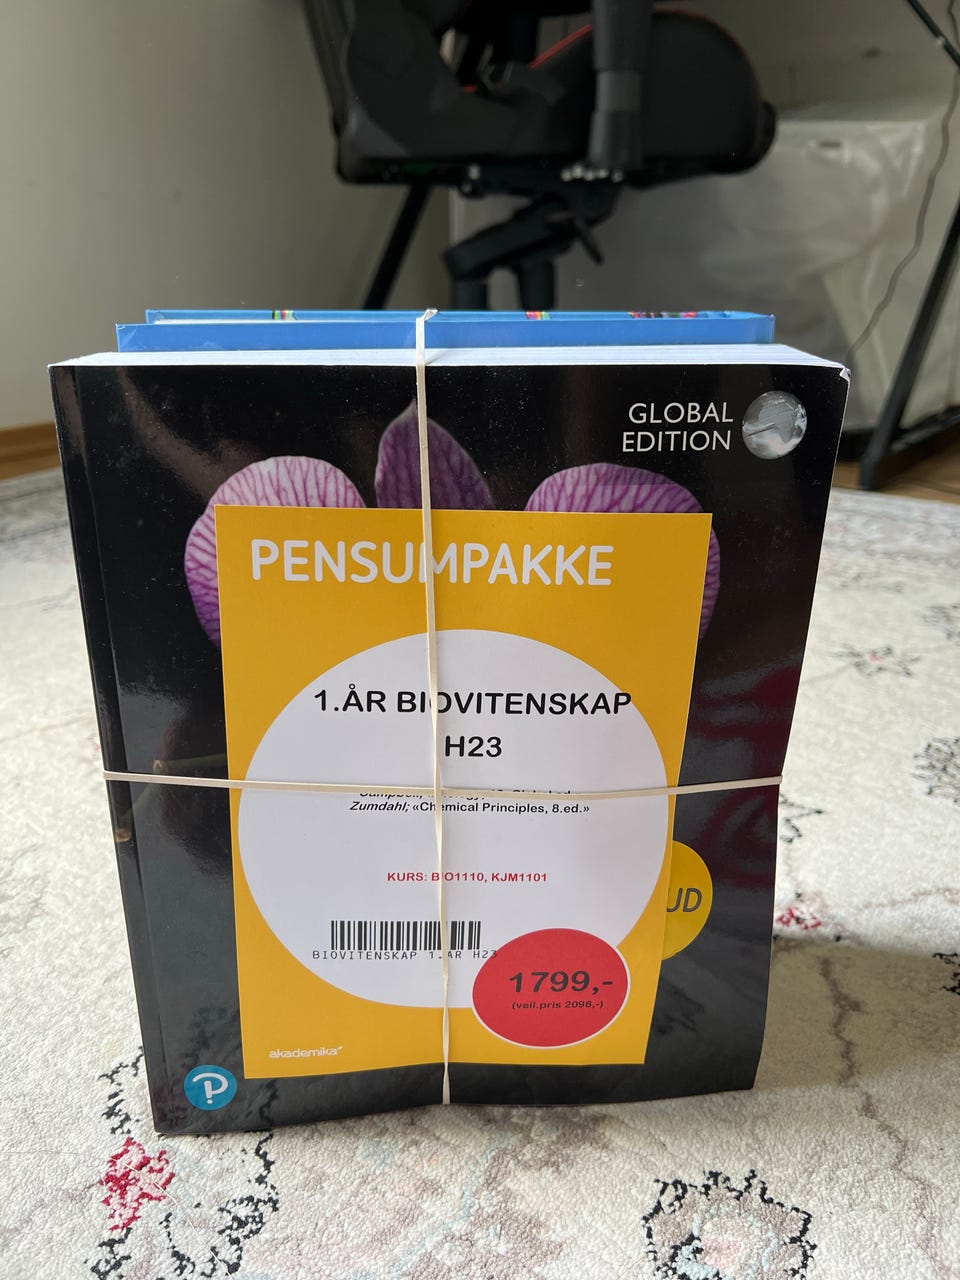 GLOBAL
EDITION
PENSUMPAKKE
1.ÅR BIOVITENSKAP
H23
Zumdahl; «Chemical Principles, 8.ed.»
KURS: BIO1110, KJM1101
UD
BIOVITENSKAP 1.ÅR H23
1799,-
(veil.pris 2098,-)
akademika
P